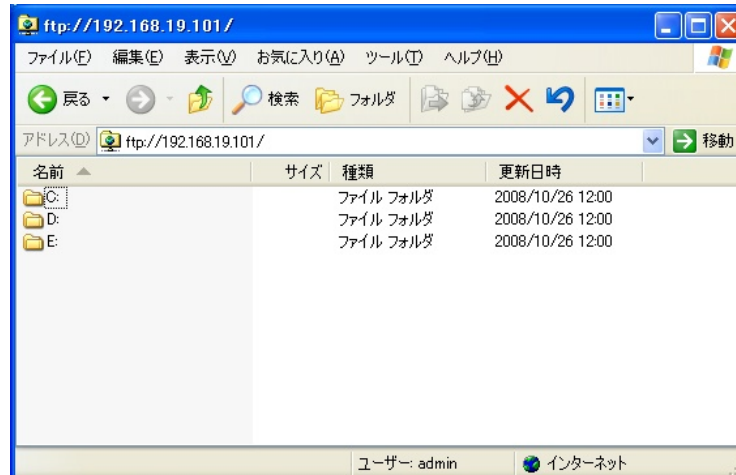 ftp://192.168.19.101/
ファイル(F) 編集(E) 表示(V) お気に入り(A) ツール(T) ヘルプ(H)
戻る 検索 フォルダ
アドレス(D) ftp://192.168.19.101/ 移動
名前 サイズ 種類 更新日時
C: ファイル フォルダ 2008/10/26 12:00
D: ファイル フォルダ 2008/10/26 12:00
E: ファイル フォルダ 2008/10/26 12:00
ユーザー: admin インターネット